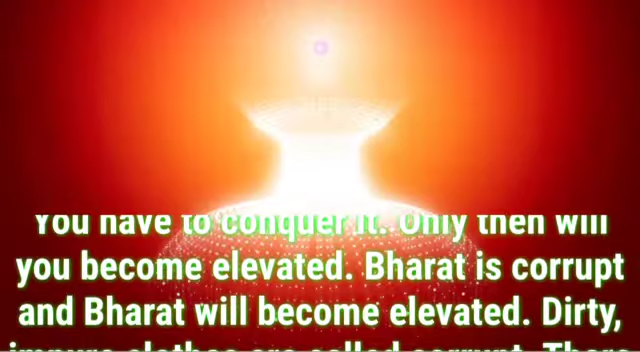 You have to conquer it. Only then will
you become elevated. Bharat is corrupt
and Bharat will become elevated. Dirty,
impure clothes are called corrupt. There